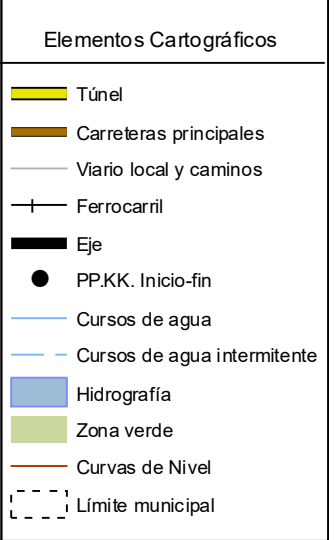 Elementos Cartográficos
Túnel
Carreteras principales
Viario local y caminos
Ferrocarril
Eje
PP.KK. Inicio-fin
Cursos de agua
Cursos de agua intermitente
Hidrografía
Zona verde
Curvas de Nivel
Límite municipal